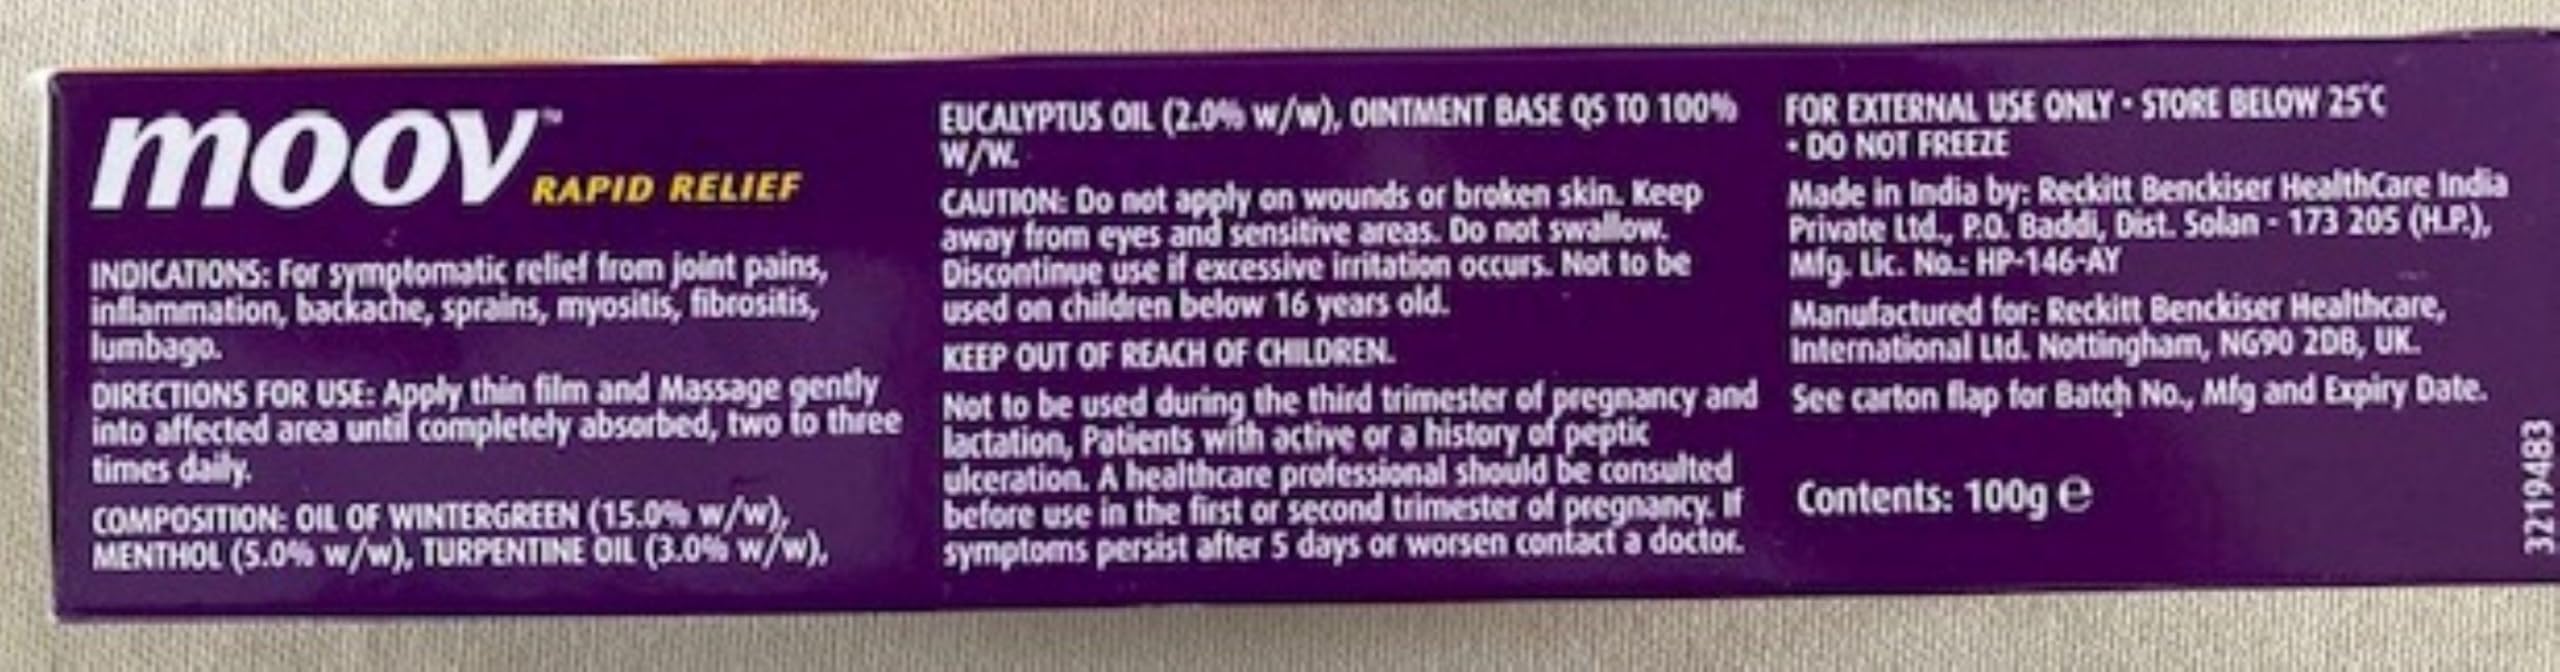 moov™
RAPID RELIEF
INDICATIONS: For symptomatic relief from joint pains,
inflammation, backache, sprains, myositis, fibrositis,
lumbago.
DIRECTIONS FOR USE: Apply thin film and Massage gently
into affected area until completely absorbed, two to three
times daily.
COMPOSITION: OIL OF WINTERGREEN (15.0% w/w),
MENTHOL (5.0% w/w), TURPENTINE OIL (3.0% w/w),
EUCALYPTUS OIL (2.0% w/w), OINTMENT BASE QS TO 100%
W/W.
CAUTION: Do not apply on wounds or broken skin. Keep
away from eyes and sensitive areas. Do not swallow.
Discontinue use if excessive irritation occurs. Not to be
used on children below 16 years old.
KEEP OUT OF REACH OF CHILDREN.
Not to be used during the third trimester of pregnancy and
lactation, Patients with active or a history of peptic
ulceration. A healthcare professional should be consulted
before use in the first or second trimester of pregnancy. If
symptoms persist after 5 days or worsen contact a doctor.
FOR EXTERNAL USE ONLY • STORE BELOW 25°C
• DO NOT FREEZE
Made in India by: Reckitt Benckiser HealthCare India
Private Ltd., P.O. Baddi, Dist. Solan - 173 205 (H.P.),
Mfg. Lic. No.: HP-146-AY
Manufactured for: Reckitt Benckiser Healthcare,
International Ltd. Nottingham, NG90 2DB, UK.
See carton flap for Batch No., Mfg and Expiry Date.
Contents: 100g ℮
3219483